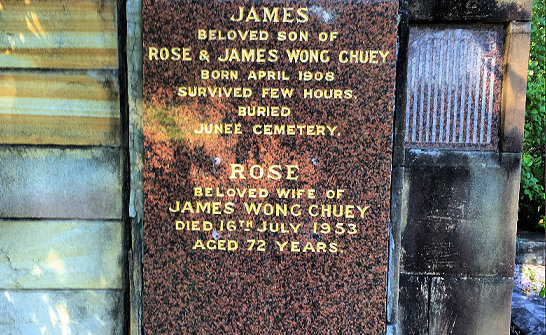 JAMES
BELOVED SON OF
ROSE & JAMES WONG CHUEY
BORN APRIL 1908
SURVIVED FEW HOURS.
BURIED
JUNEE CEMETERY.
ROSE
BELOVED WIFE OF
JAMES WONG CHUEY
DIED 16TH JULY 1953
AGED 72 YEARS.